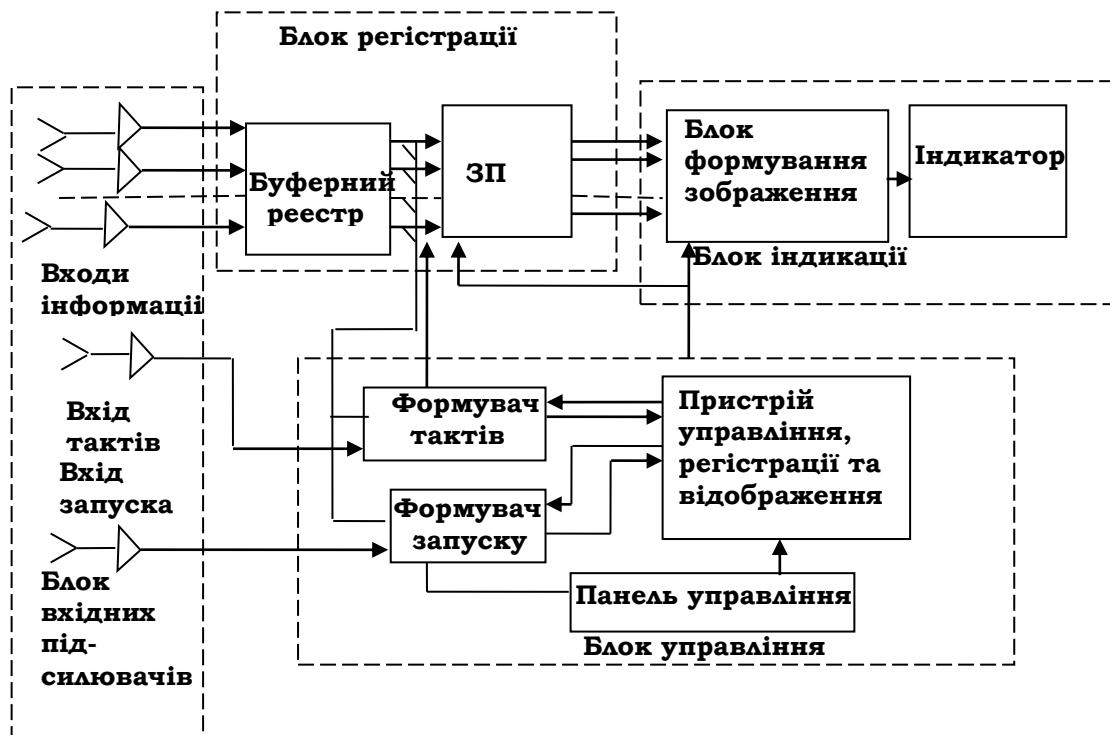 Блок регістрації
Блок
формування
зображення
Індикатор
ЗП
Буферний
реестр
Блок індикації
Входи
інформації
Формувач
тактів
Пристрій
управління,
регістрації та
відображення
Вхід
тактів
Вхід
запуска
Формувач
запуску
Блок
вхідних
під-
силювачів
Панель управління
Блок управління